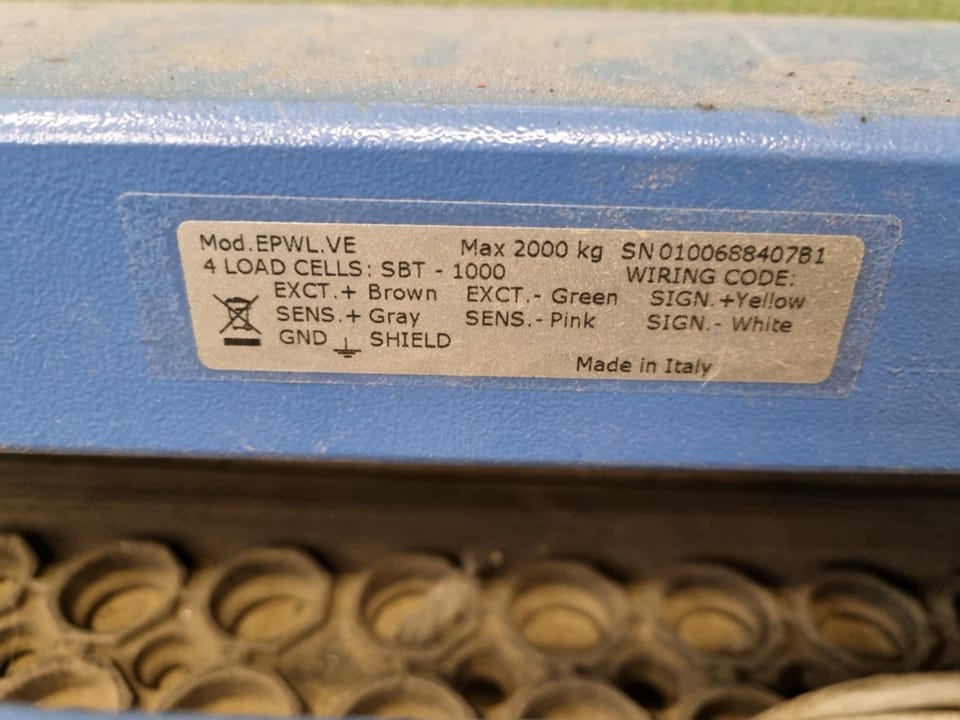 Mod.EPWL.VE Max 2000 kg SN 0100688407B1
4 LOAD CELLS: SBT - 1000 WIRING CODE:
EXCT.+ Brown EXCT.- Green SIGN.+Yellow
SENS.+ Gray SENS.- Pink SIGN.- White
GND SHIELD
Made in Italy